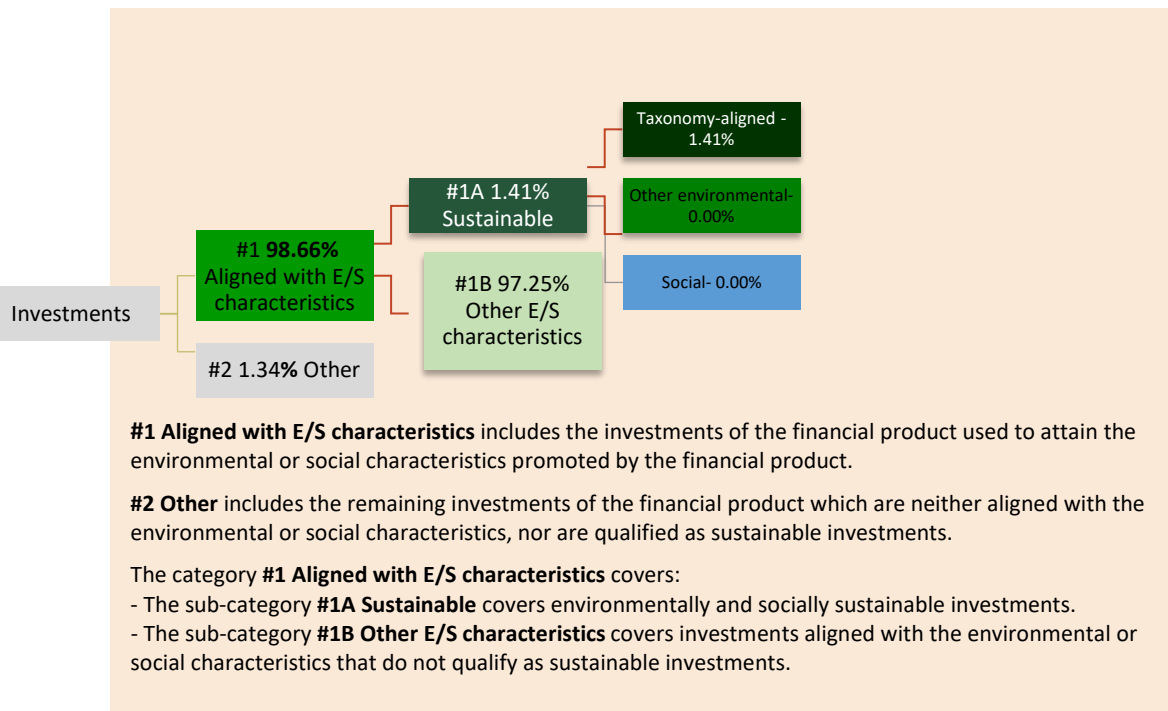 Taxonomy-aligned -
1.41%
#1A 1.41%
Sustainable
Other environmental-
0.00%
#1 98.66%
Aligned with E/S
characteristics
#1B 97.25%
Other E/S
characteristics
Social- 0.00%
Investments
#2 1.34% Other
#1 Aligned with E/S characteristics includes the investments of the financial product used to attain the
environmental or social characteristics promoted by the financial product.
#2 Other includes the remaining investments of the financial product which are neither aligned with the
environmental or social characteristics, nor are qualified as sustainable investments.
The category #1 Aligned with E/S characteristics covers:
- The sub-category #1A Sustainable covers environmentally and socially sustainable investments.
- The sub-category #1B Other E/S characteristics covers investments aligned with the environmental or
social characteristics that do not qualify as sustainable investments.